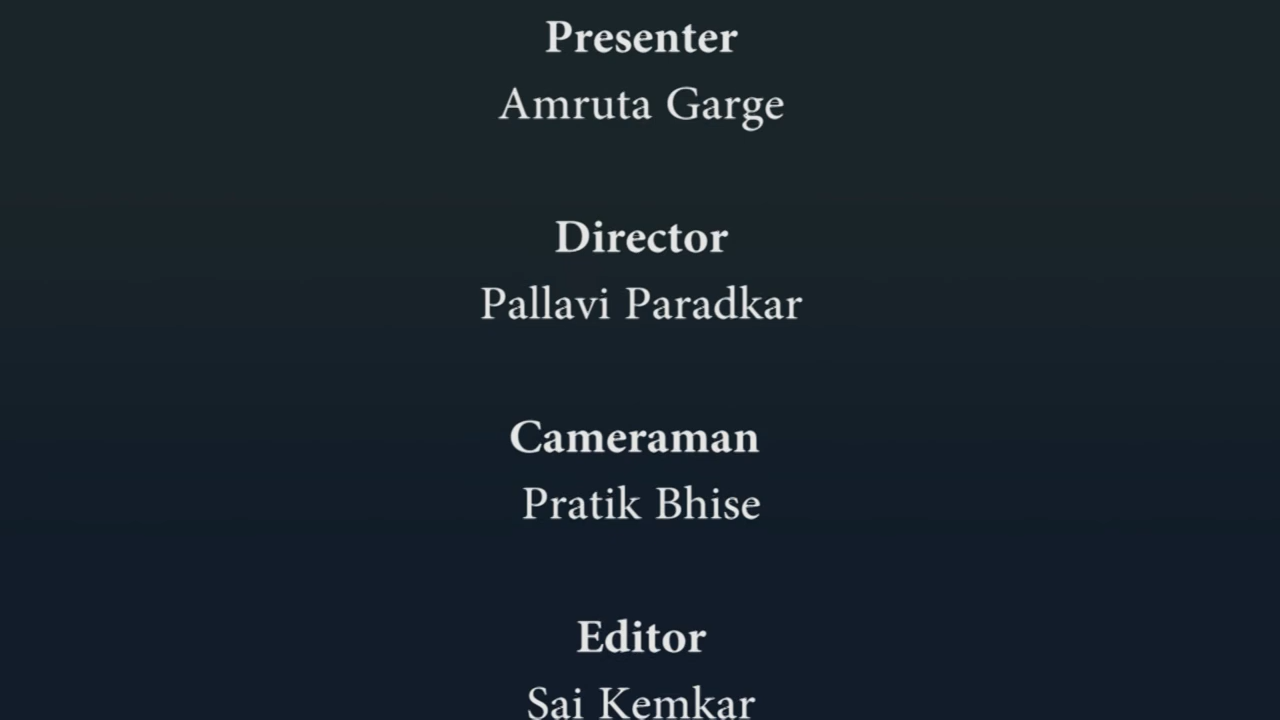 Presenter
Amruta Garge
Director
Pallavi Paradkar
Cameraman
Pratik Bhise
Editor
Sai Kemkar